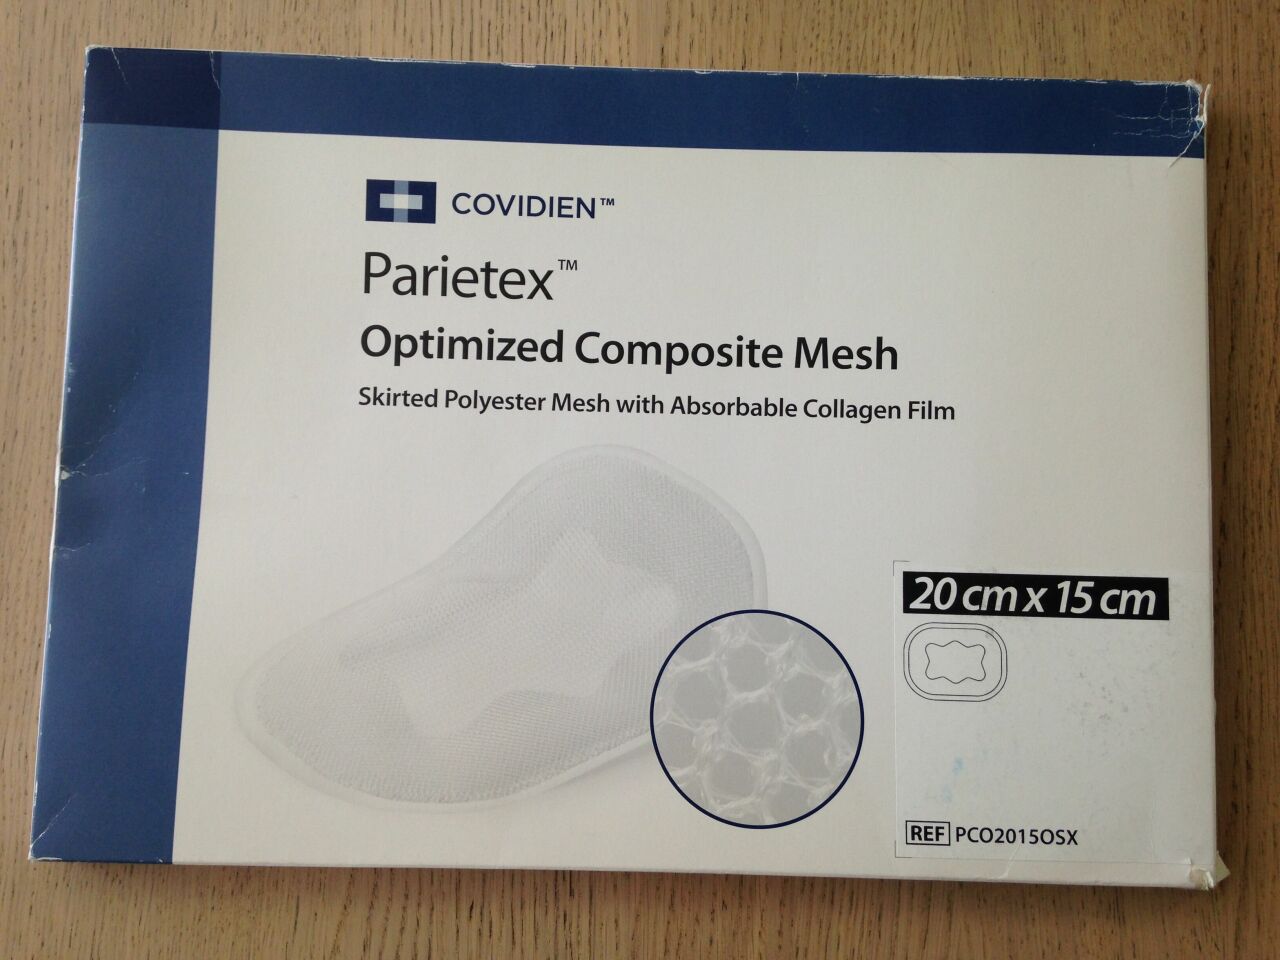 COVIDIEN™
Parietex™
Optimized Composite Mesh
Skirted Polyester Mesh with Absorbable Collagen Film
20 cm x 15 cm
REF PCO2015OSX